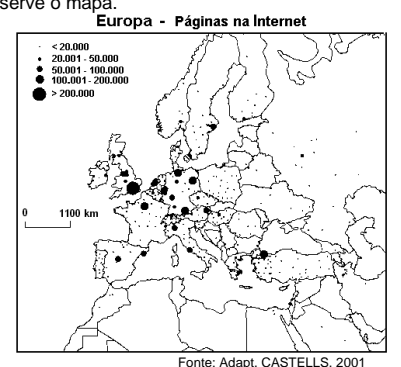 serve o mapa.
Europa - Páginas na Internet
< 20.000
20.001 - 50.000
50.001 - 100.000
100.001 - 200.000
> 200.000
0 1100 km
Fonte: Adapt. CASTELLS, 2001